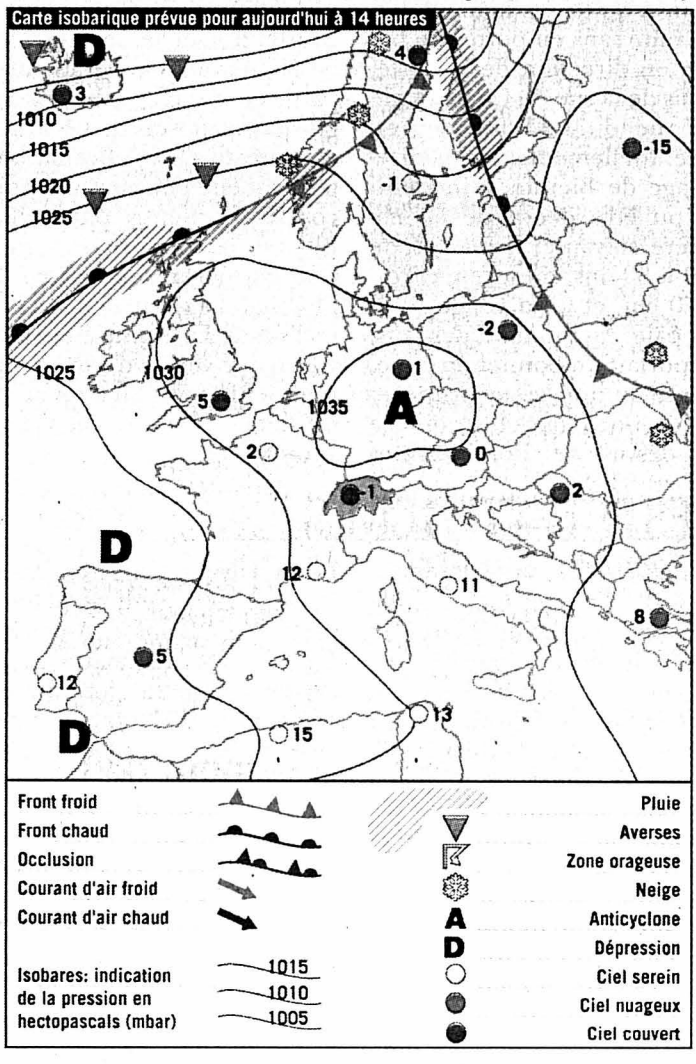 Carte isobarique prévue pour aujourd'hui à 14 heures
D
4
3
1010
1015
-15
1020
-1
1025
-2
1025
1030
1
5
1035
A
2
0
-1
2
D
12
11
8
5
12
13
D
15
Front froid
Front chaud
Occlusion
Courant d'air froid
Courant d'air chaud
Isobares: indication
de la pression en
hectopascals (mbar)
1015
1010
1005
Pluie
Averses
Zone orageuse
Neige
A Anticyclone
D Dépression
Ciel serein
Ciel nuageux
Ciel couvert